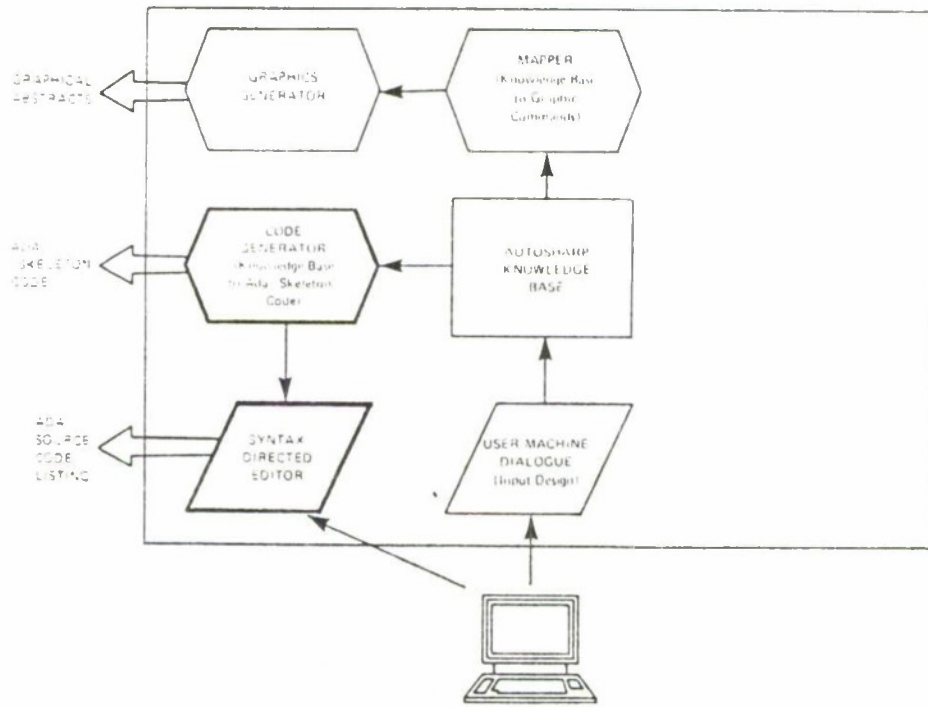 GRAPHICAL
ABSTRACTS
GRAPHICS
GENERATOR
MAPPER
(Knowledge Base
to Graphic
Commands)
ADA
SKELETON
CODE
CODE
GENERATOR
(Knowledge Base
to Ada Skeleton
Code)
AUTOSHARP
KNOWLEDGE
BASE
ADA
SOURCE
CODE
LISTING
SYNTAX
DIRECTED
EDITOR
USER MACHINE
DIALOGUE
(Input Design)